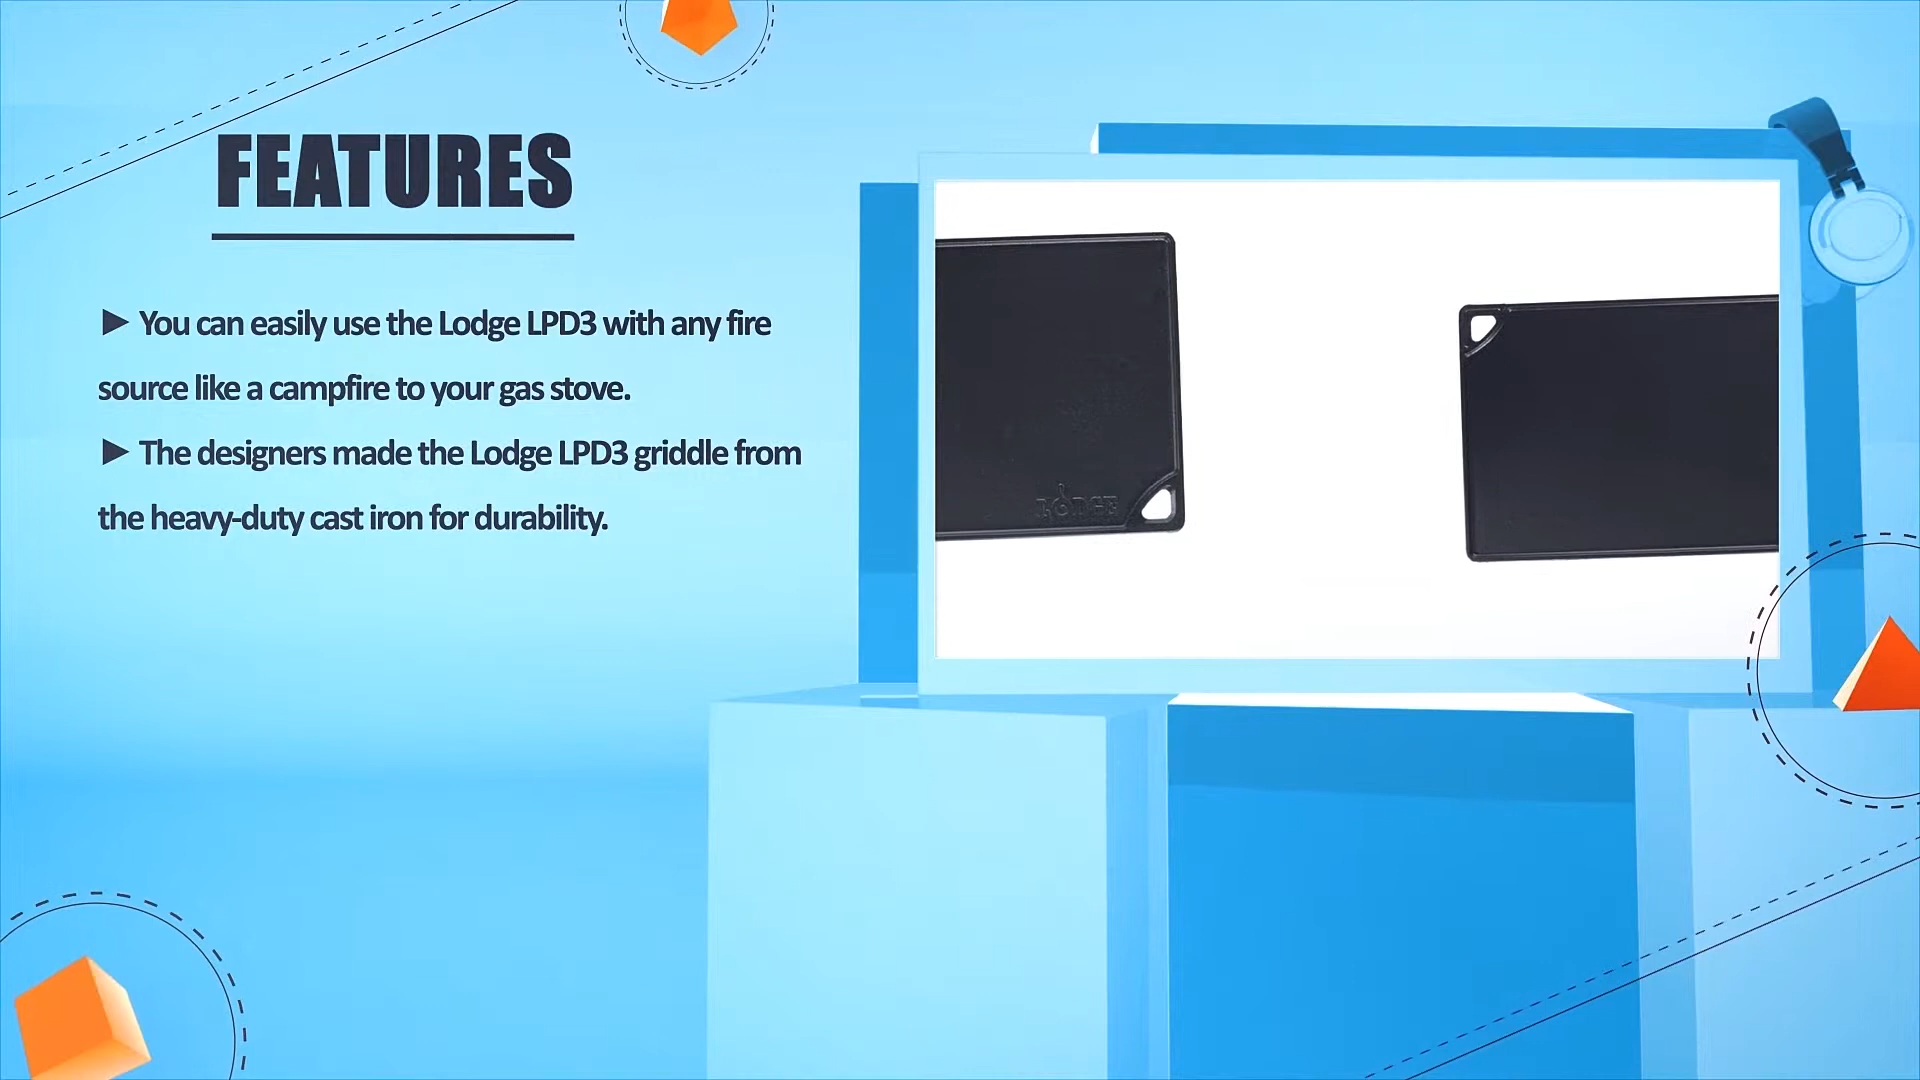 FEATURES
► You can easily use the Lodge LPD3 with any fire
source like a campfire to your gas stove.
► The designers made the Lodge LPD3 griddle from
the heavy-duty cast iron for durability.
LODGE